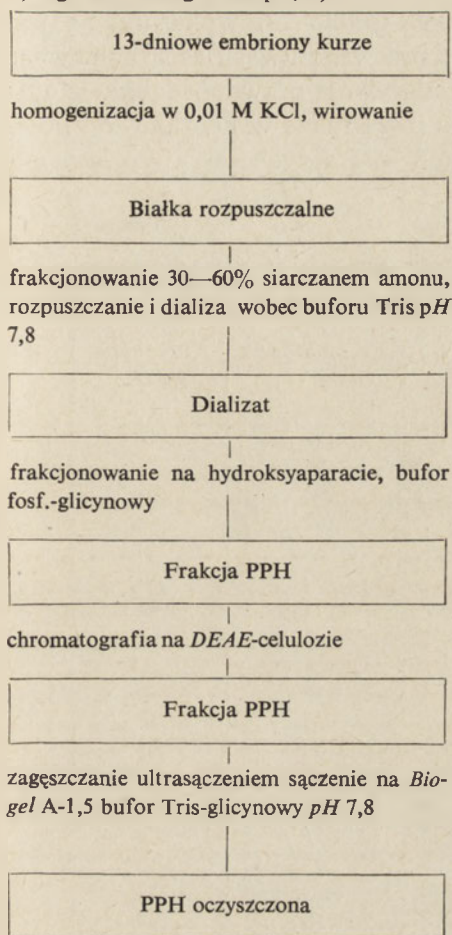 13-dniowe embriony kurze
homogenizacja w 0,01 M KCl, wirowanie
Białka rozpuszczalne
frakcjonowanie 30—60% siarczanem amonu,
rozpuszczanie i dializa wobec buforu Tris pH
7,8
Dializat
frakcjonowanie na hydroksyaparacie, bufor
fosf.-glicynowy
Frakcja PPH
chromatografia na DEAE-celulozie
Frakcja PPH
zagęszczanie ultrasączeniem sączenie na Bio-
gel A-1,5 bufor Tris-glicynowy pH 7,8
PPH oczyszczona